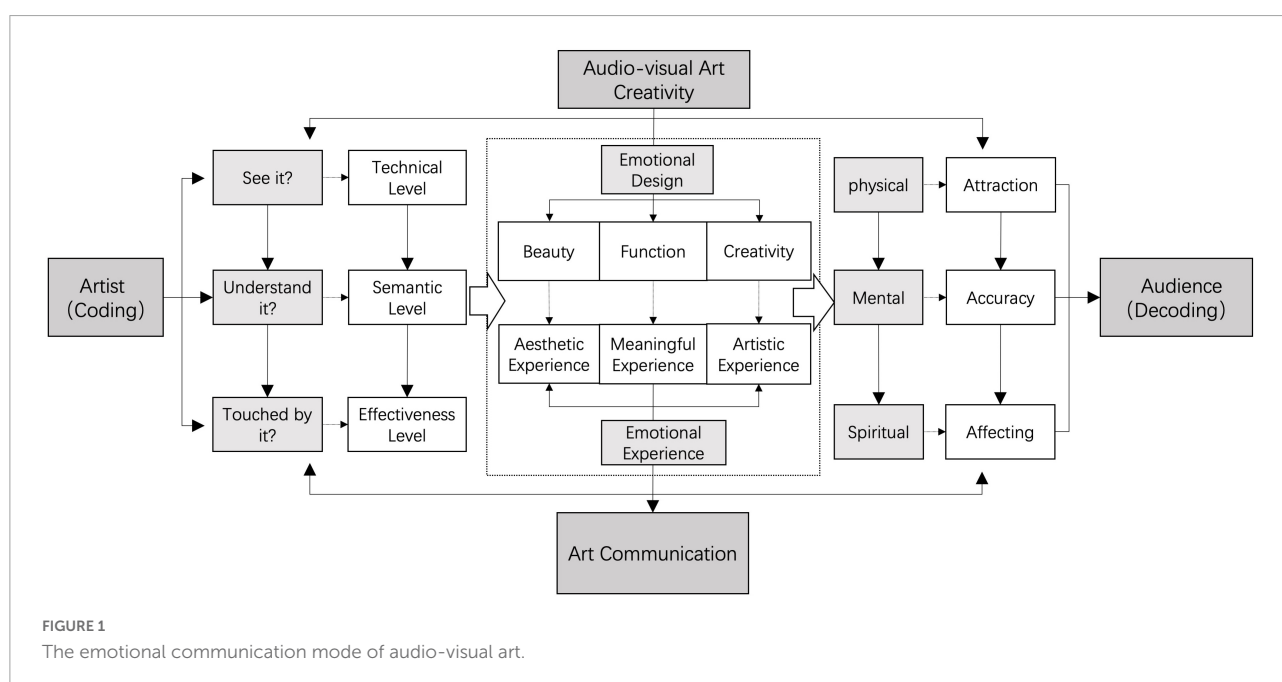 Audio-visual Art
Creativity
See it?
Technical
Level
Emotional
Design
physical
Attraction
Beauty
Function
Creativity
Artist
(Coding)
Understand
it?
Semantic
Level
Mental
Accuracy
Audience
(Decoding)
Aesthetic
Experience
Meaningful
Experience
Artistic
Experience
Touched by
it?
Effectiveness
Level
Emotional
Experience
Spiritual
Affecting
Art Communication
FIGURE 1
The emotional communication mode of audio-visual art.